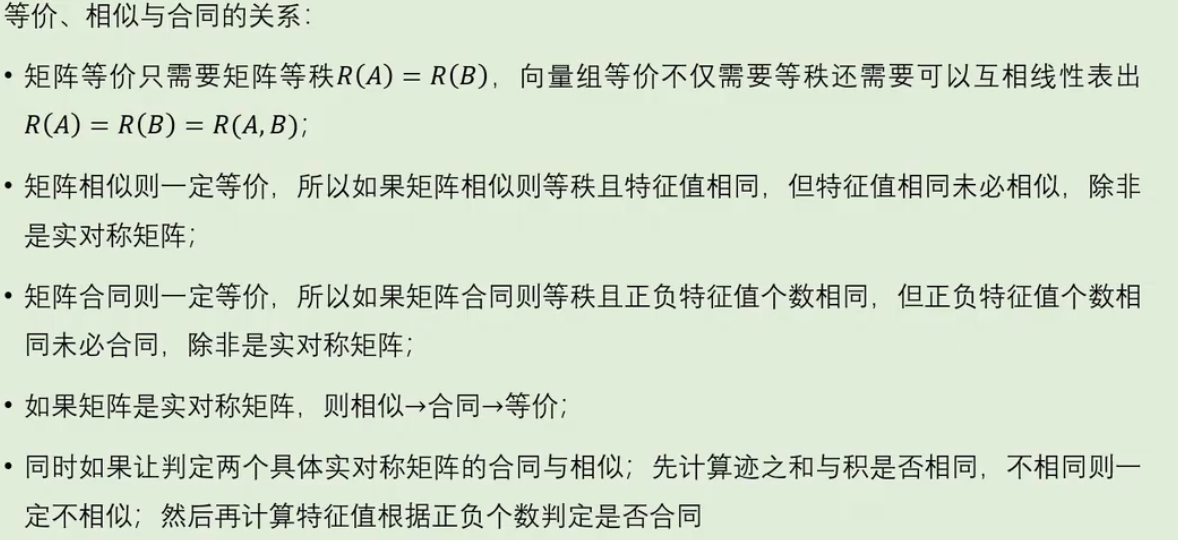 等价、相似与合同的关系：
• 矩阵等价只需要矩阵等秩R(A) = R(B)，向量组等价不仅需要等秩还需要可以互相线性表出
R(A) = R(B) = R(A,B);
• 矩阵相似则一定等价，所以如果矩阵相似则等秩且特征值相同，但特征值相同未必相似，除非
是实对称矩阵；
• 矩阵合同则一定等价，所以如果矩阵合同则等秩且正负特征值个数相同，但正负特征值个数相
同未必合同，除非是实对称矩阵；
• 如果矩阵是实对称矩阵，则相似→合同→等价；
• 同时如果让判定两个具体实对称矩阵的合同与相似；先计算迹之和与积是否相同，不相同则一
定不相似；然后再计算特征值根据正负个数判定是否合同